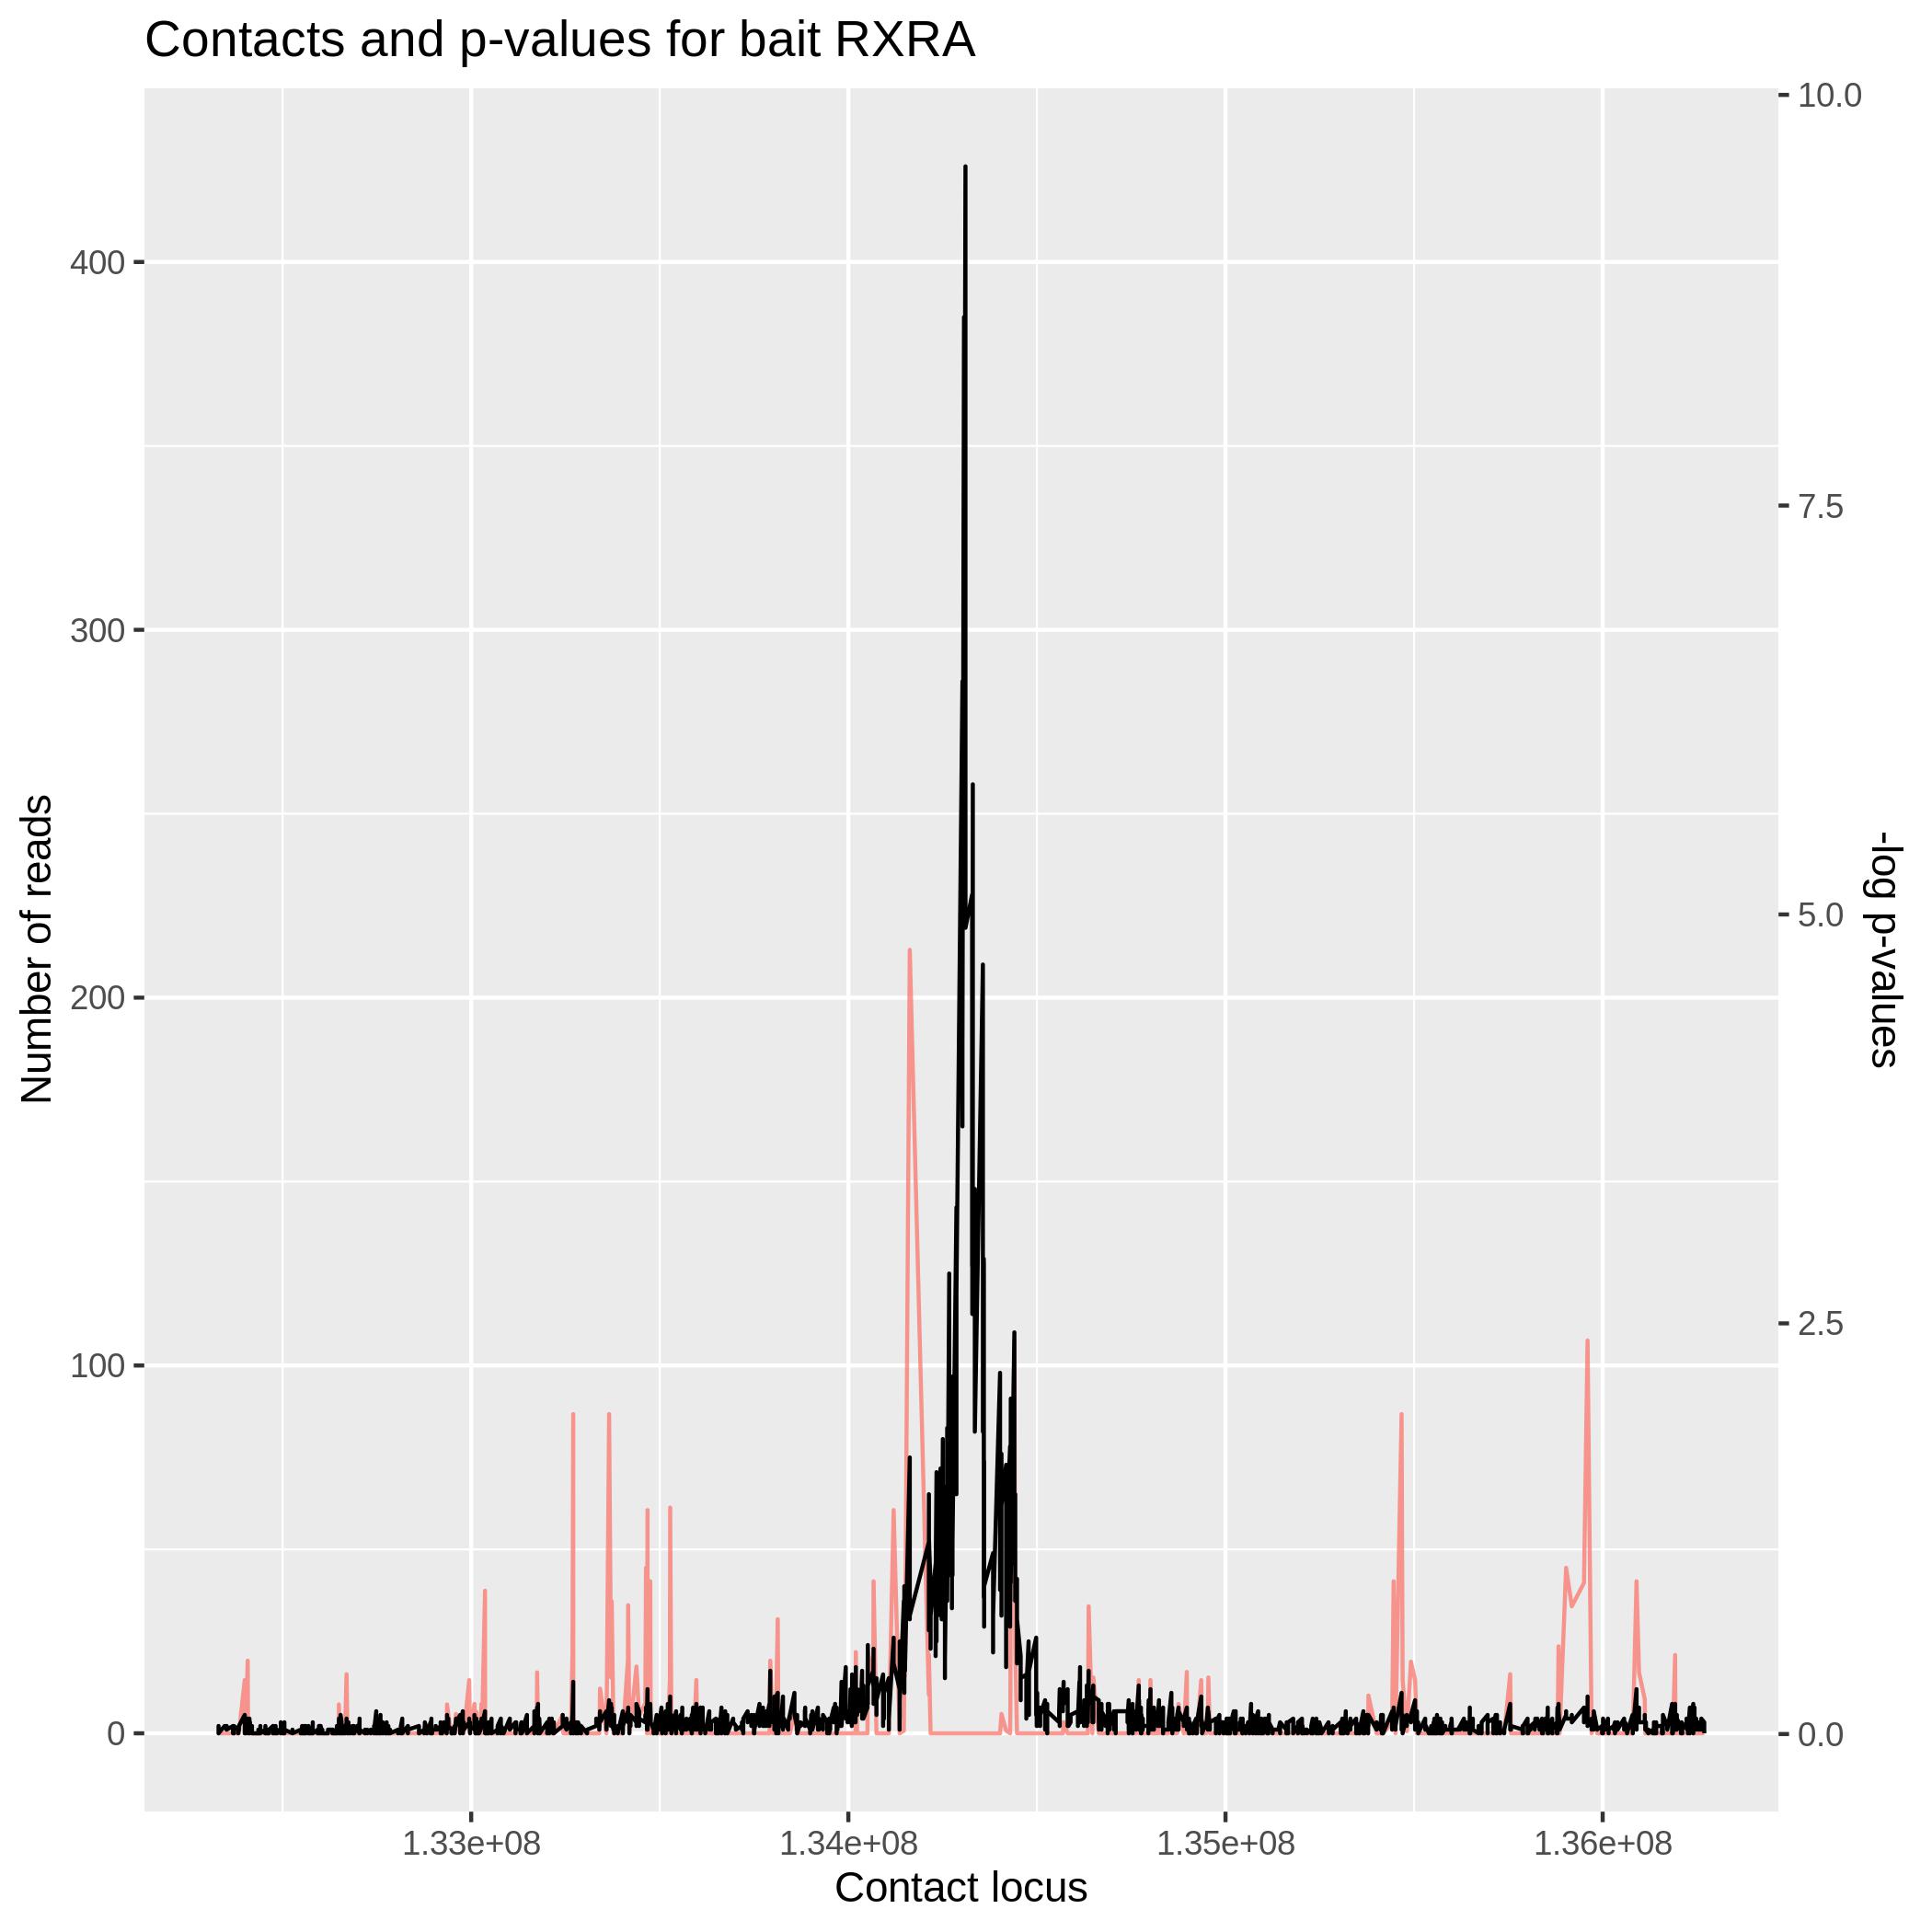 Contacts and p-values for bait RXRA
Number of reads
400
300
200
100
0
10.0
7.5
5.0
2.5
0.0
-log p-values
1.33e+08
1.34e+08
1.35e+08
1.36e+08
Contact locus